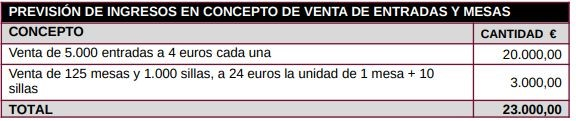 PREVISIÓN DE INGRESOS EN CONCEPTO DE VENTA DE ENTRADAS Y MESAS
CONCEPTO CANTIDAD €
Venta de 5.000 entradas a 4 euros cada una 20.000,00
Venta de 125 mesas y 1.000 sillas, a 24 euros la unidad de 1 mesa + 10
sillas 3.000,00
TOTAL 23.000,00